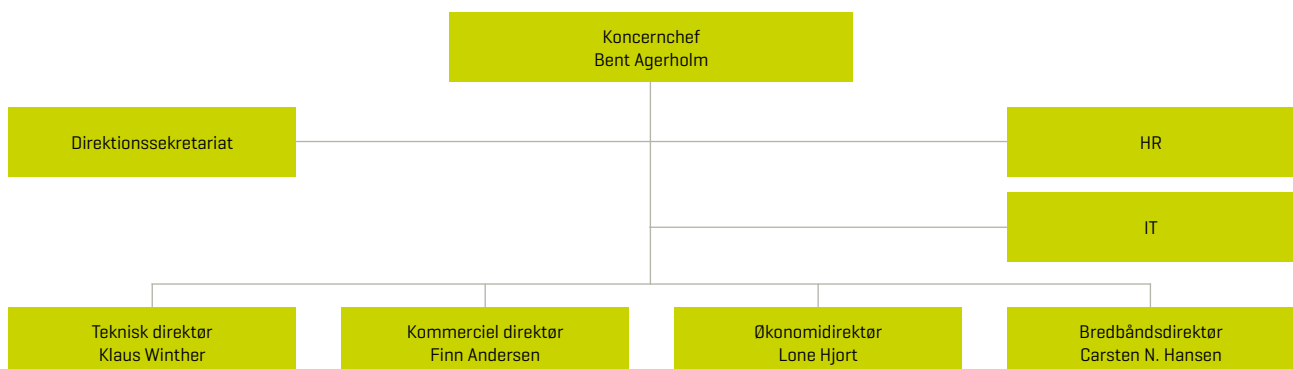 Koncernchef
Bent Agerholm
Direktionssekretariat
HR
IT
Teknisk direktør
Klaus Winther
Kommerciel direktør
Finn Andersen
Økonomidirektør
Lone Hjort
Bredbåndsdirektør
Carsten N. Hansen